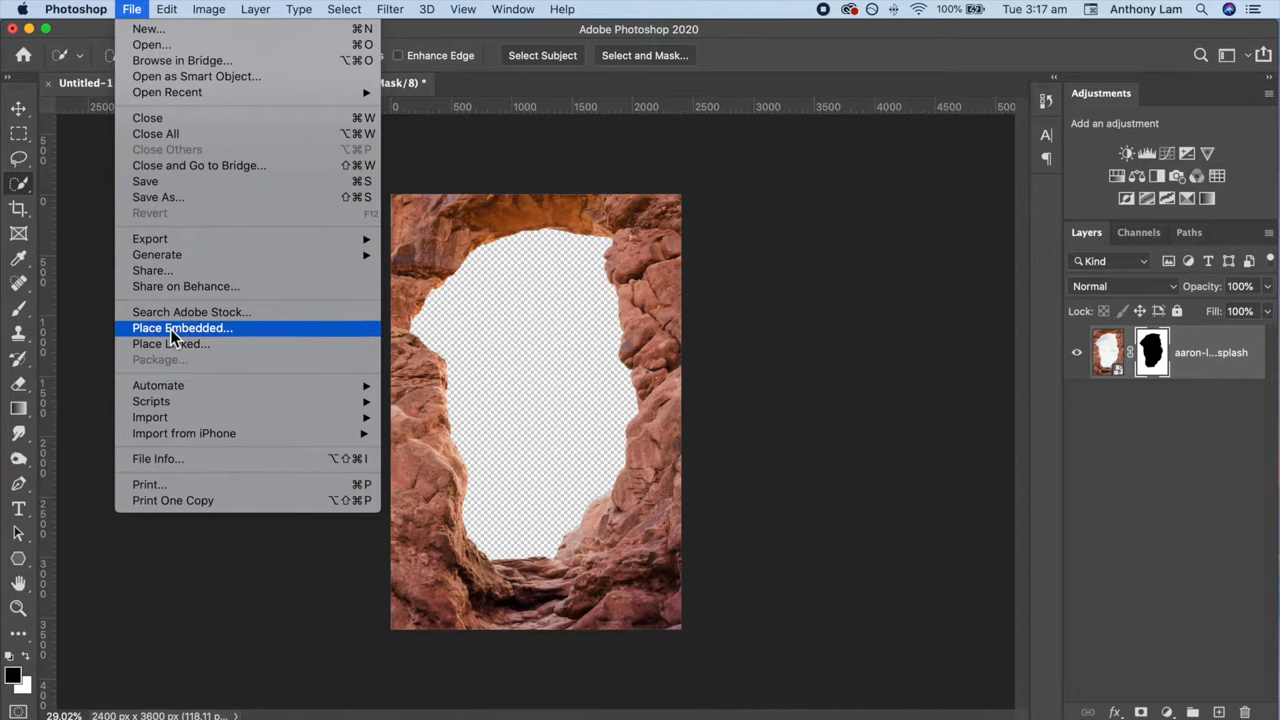 Photoshop File Edit Image Layer Type Select Filter 3D View Window Help 100% Tue 3:17 am Anthony Lam
Adobe Photoshop 2020
Enhance Edge Select Subject Select and Mask...
Untitled-1 Mask/8) *
New... ⌘N
Open... ⌘O
Browse in Bridge... ⌥⌘O
Open as Smart Object...
Open Recent
Close ⌘W
Close All ⌥⌘W
Close Others ⌥⌘P
Close and Go to Bridge... ⇧⌘W
Save ⌘S
Save As... ⇧⌘S
Revert F12
Export
Generate
Share...
Share on Behance...
Search Adobe Stock...
Place Embedded...
Place Linked...
Package...
Automate
Scripts
Import
Import from iPhone
File Info... ⌥⇧⌘I
Print... ⌘P
Print One Copy ⌥⇧⌘P
2500 0 500 1000 1500 2000 2500 3000 3500 4000 4500
Adjustments
Add an adjustment
Layers Channels Paths
Kind
Normal Opacity: 100%
Lock: Fill: 100%
aaron-l...splash
29.02% 2400 px x 3600 px (118.11 p...